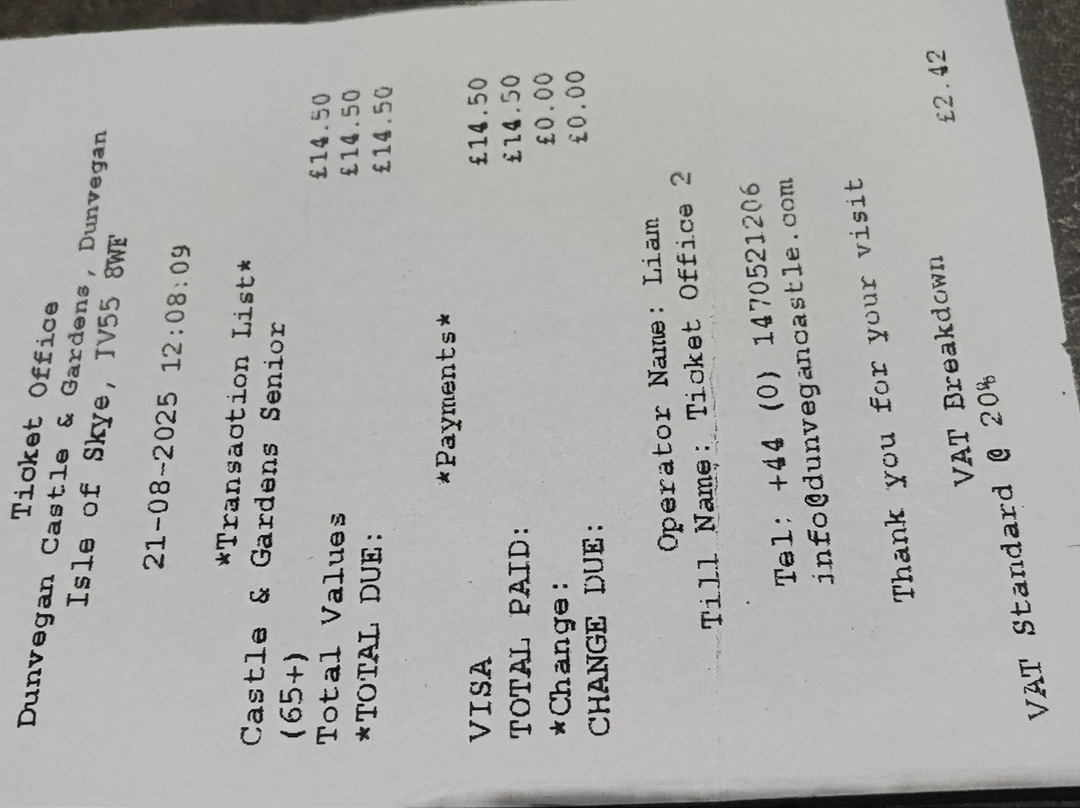 Ticket Office
Dunvegan Castle & Gardens, Dunvegan
Isle of Skye, IV55 8WF
21-08-2025 12:08:09
*Transaction List*
Castle & Gardens Senior £14.50
(65+)
Total Values £14.50
*TOTAL DUE: £14.50
*Payments*
VISA £14.50
TOTAL PAID: £14.50
*Change: £0.00
CHANGE DUE: £0.00
Operator Name: Liam
Till Name: Ticket Office 2
Tel: +44 (0) 1470521206
info@dunvegancastle.com
Thank you for your visit
VAT Breakdown
VAT Standard @ 20% £2.42